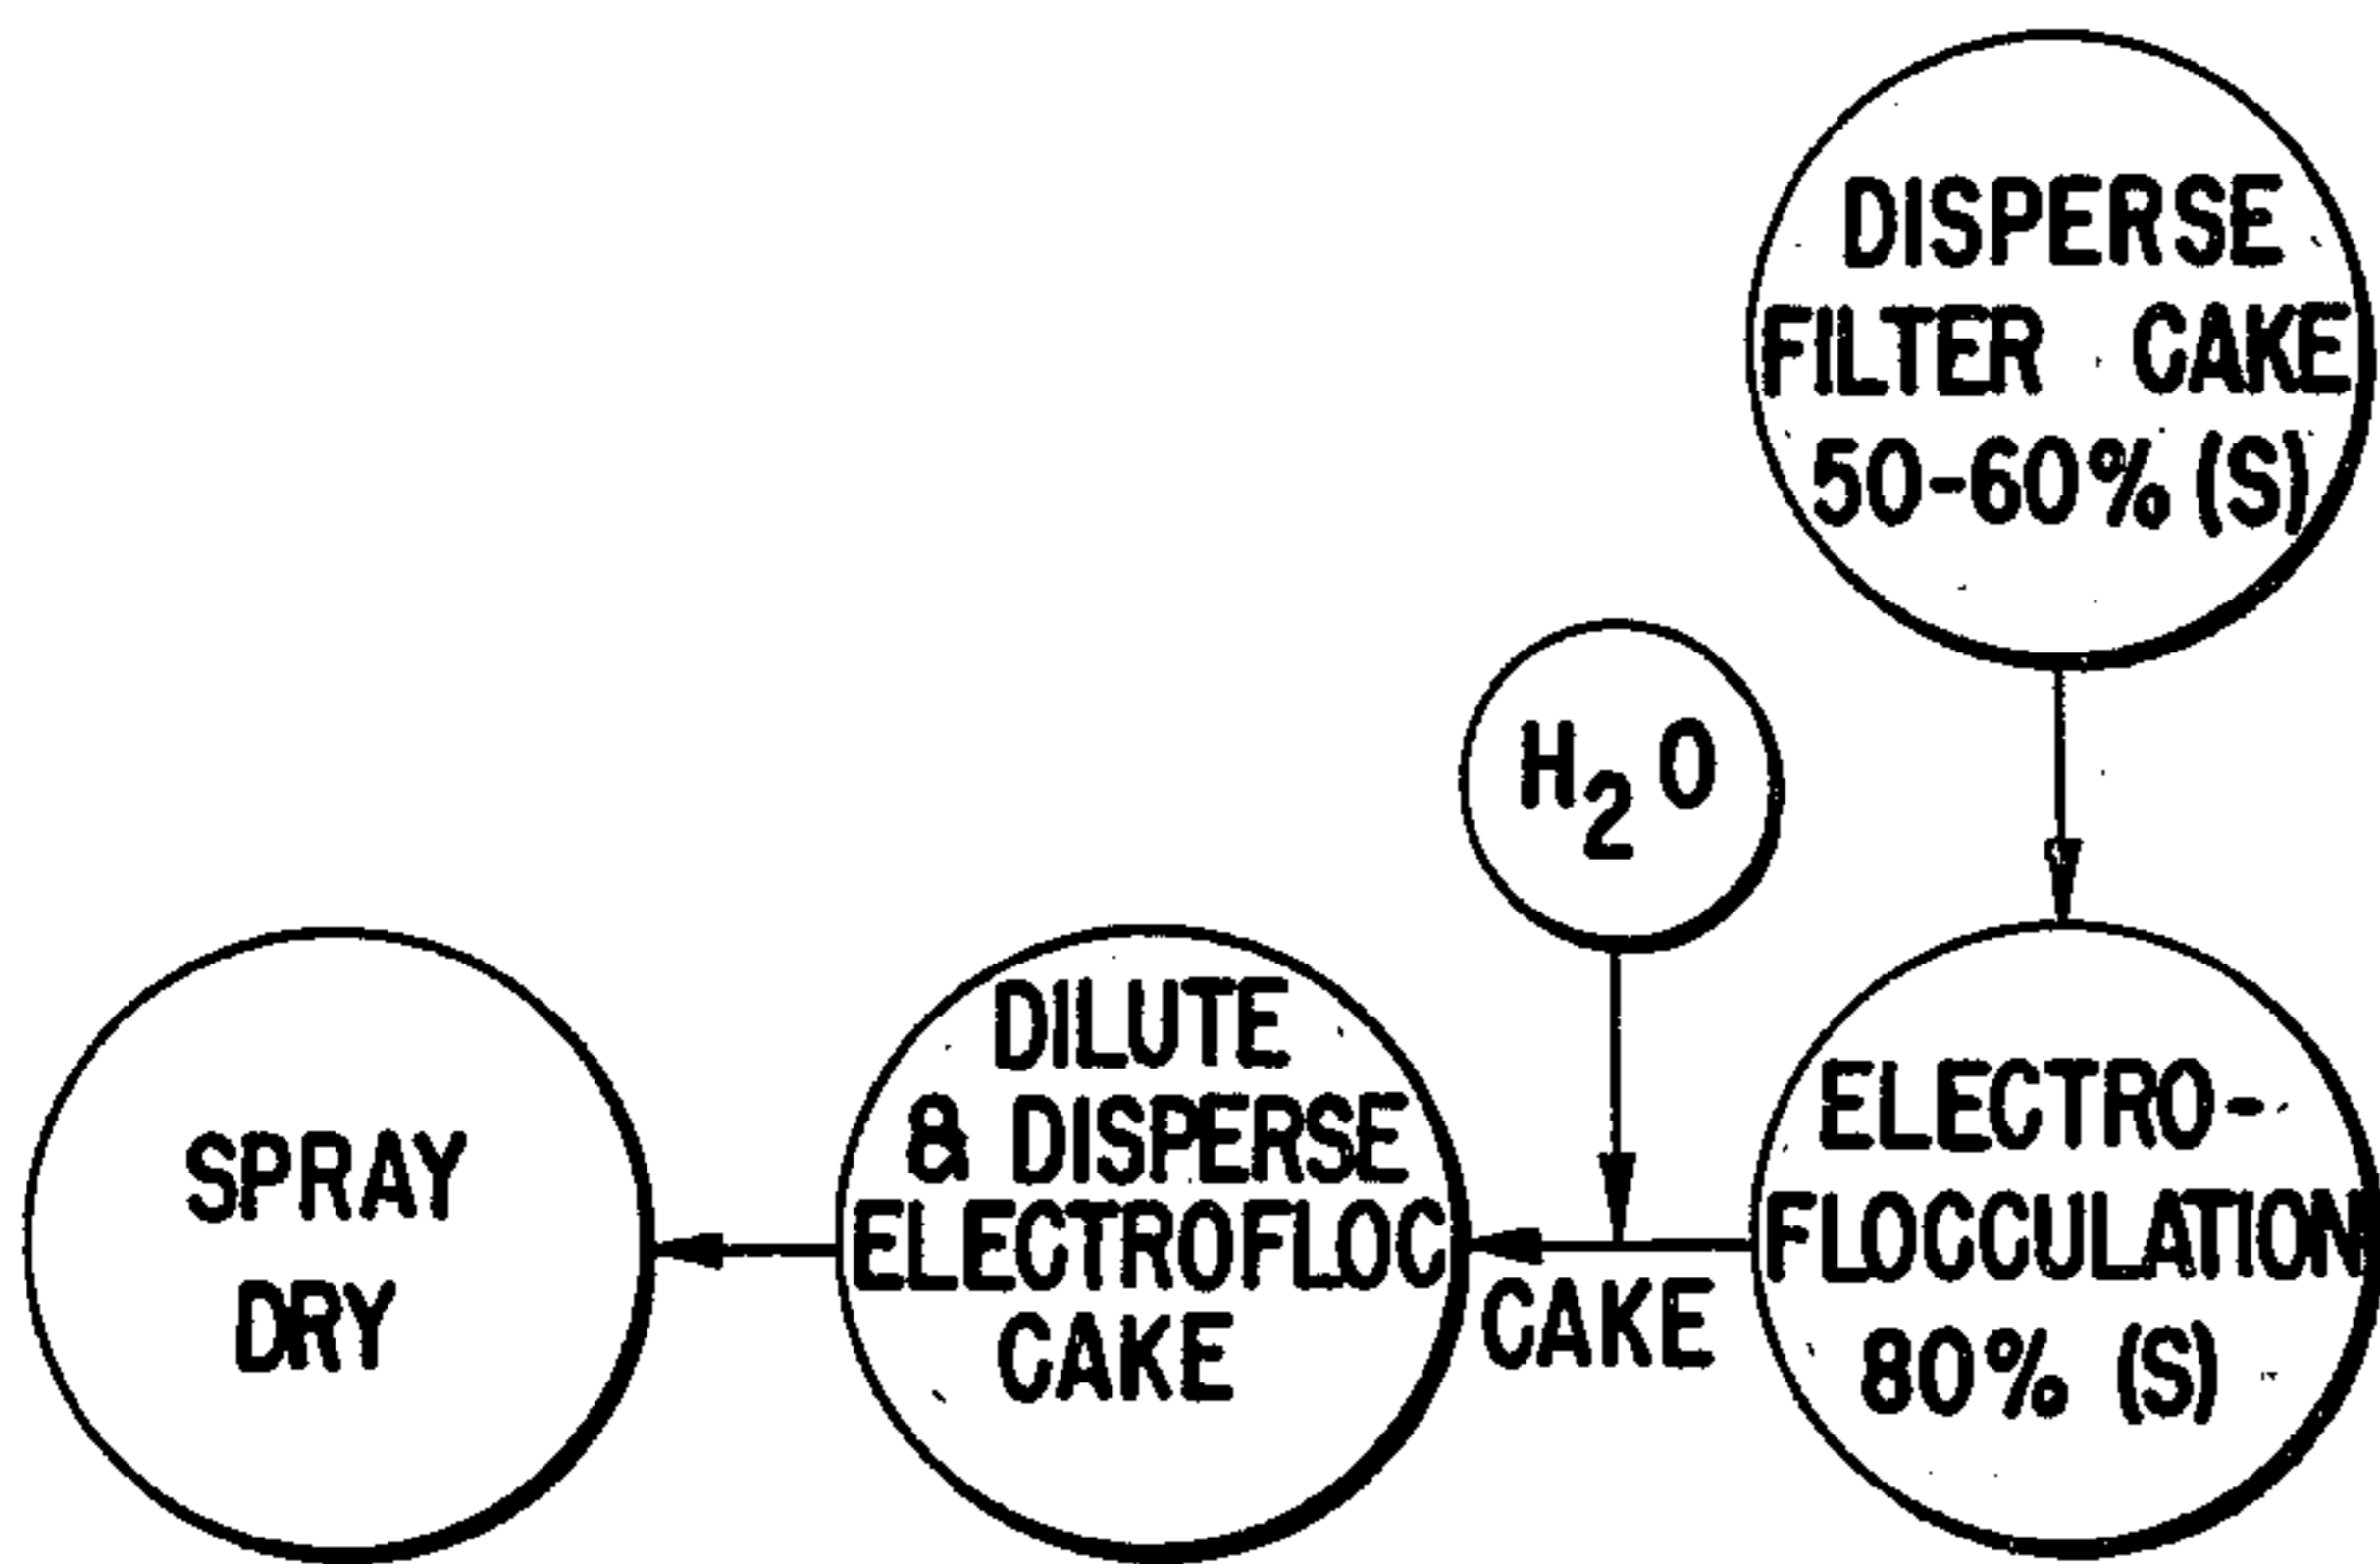 DISPERSE
FILTER CAKE
50-60% (S)
H2O
ELECTRO-
FLOCCULATION
80% (S)
CAKE
DILUTE
& DISPERSE
ELECTROFLOC
CAKE
SPRAY
DRY